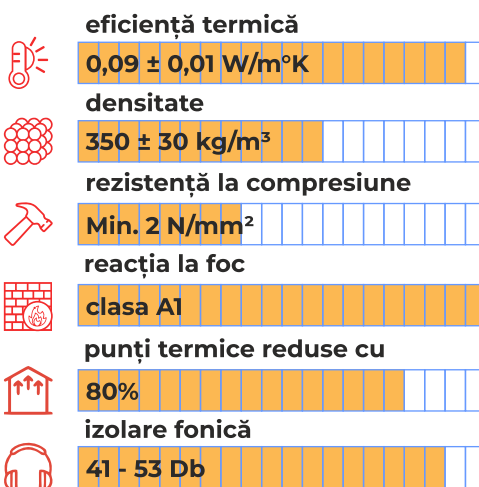 eficiență termică
0,09 ± 0,01 W/m°K
densitate
350 ± 30 kg/m³
rezistență la compresiune
Min. 2 N/mm²
reacția la foc
clasa A1
punți termice reduse cu
80%
izolare fonică
41 - 53 Db